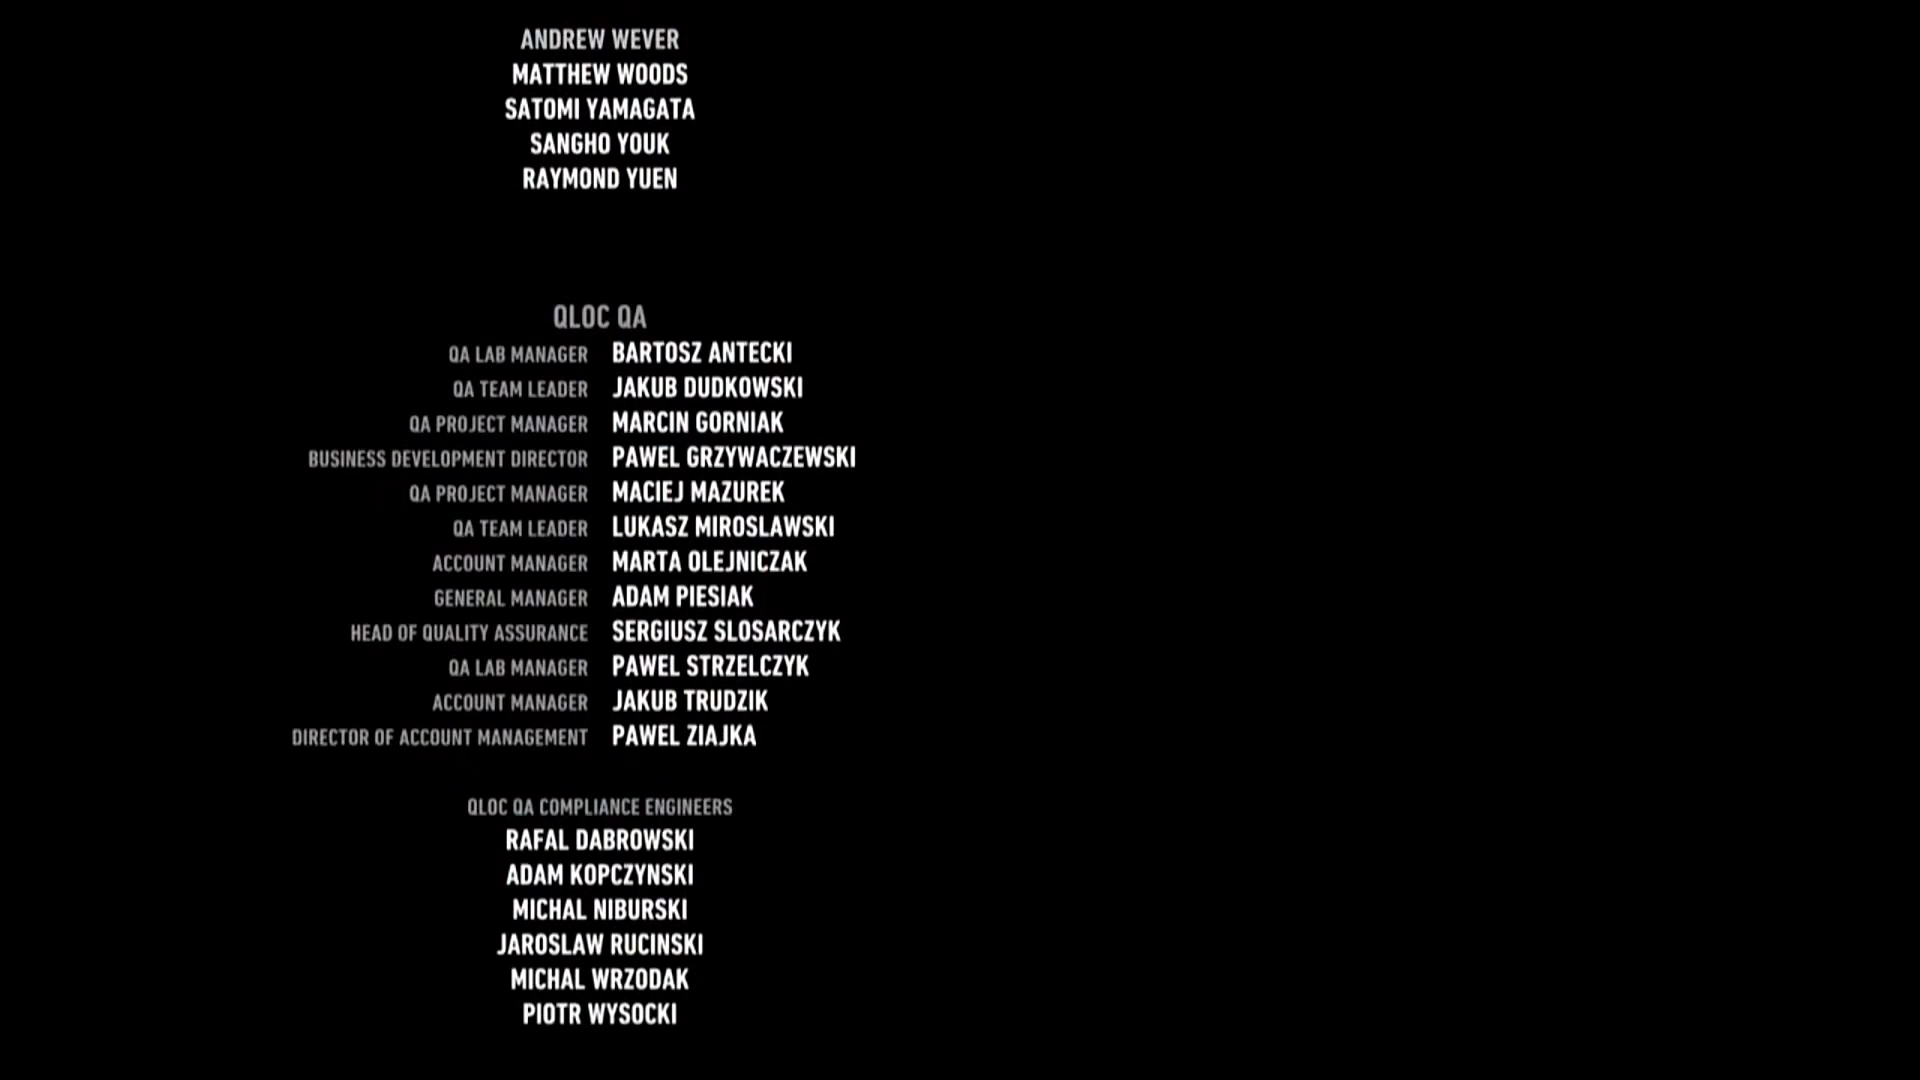 ANDREW WEVER
MATTHEW WOODS
SATOMI YAMAGATA
SANGHO YOUK
RAYMOND YUEN
QLOC QA
QA LAB MANAGER BARTOSZ ANTECKI
QA TEAM LEADER JAKUB DUDKOWSKI
QA PROJECT MANAGER MARCIN GORNIAK
BUSINESS DEVELOPMENT DIRECTOR PAWEL GRZYWACZEWSKI
QA PROJECT MANAGER MACIEJ MAZUREK
QA TEAM LEADER LUKASZ MIROSLAWSKI
ACCOUNT MANAGER MARTA OLEJNICZAK
GENERAL MANAGER ADAM PIESIAK
HEAD OF QUALITY ASSURANCE SERGIUSZ SLOSARCZYK
QA LAB MANAGER PAWEL STRZELCZYK
ACCOUNT MANAGER JAKUB TRUDZIK
DIRECTOR OF ACCOUNT MANAGEMENT PAWEL ZIAJKA
QLOC QA COMPLIANCE ENGINEERS
RAFAL DABROWSKI
ADAM KOPCZYNSKI
MICHAL NIBURSKI
JAROSLAW RUCINSKI
MICHAL WRZODAK
PIOTR WYSOCKI